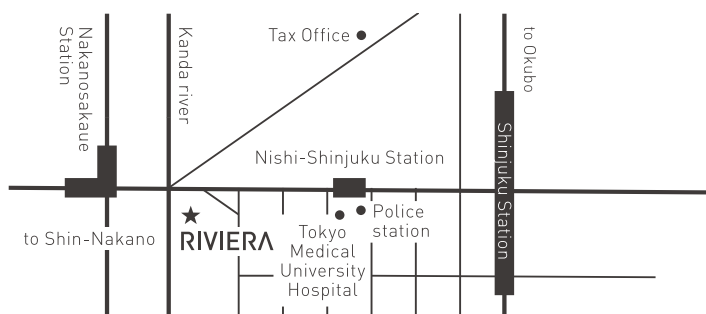 Tax Office
Nakanosakaue
Station
Kanda river
to Okubo
Shinjuku Station
Nishi-Shinjuku Station
Police
station
RIVIERA
to Shin-Nakano
Tokyo
Medical
University
Hospital